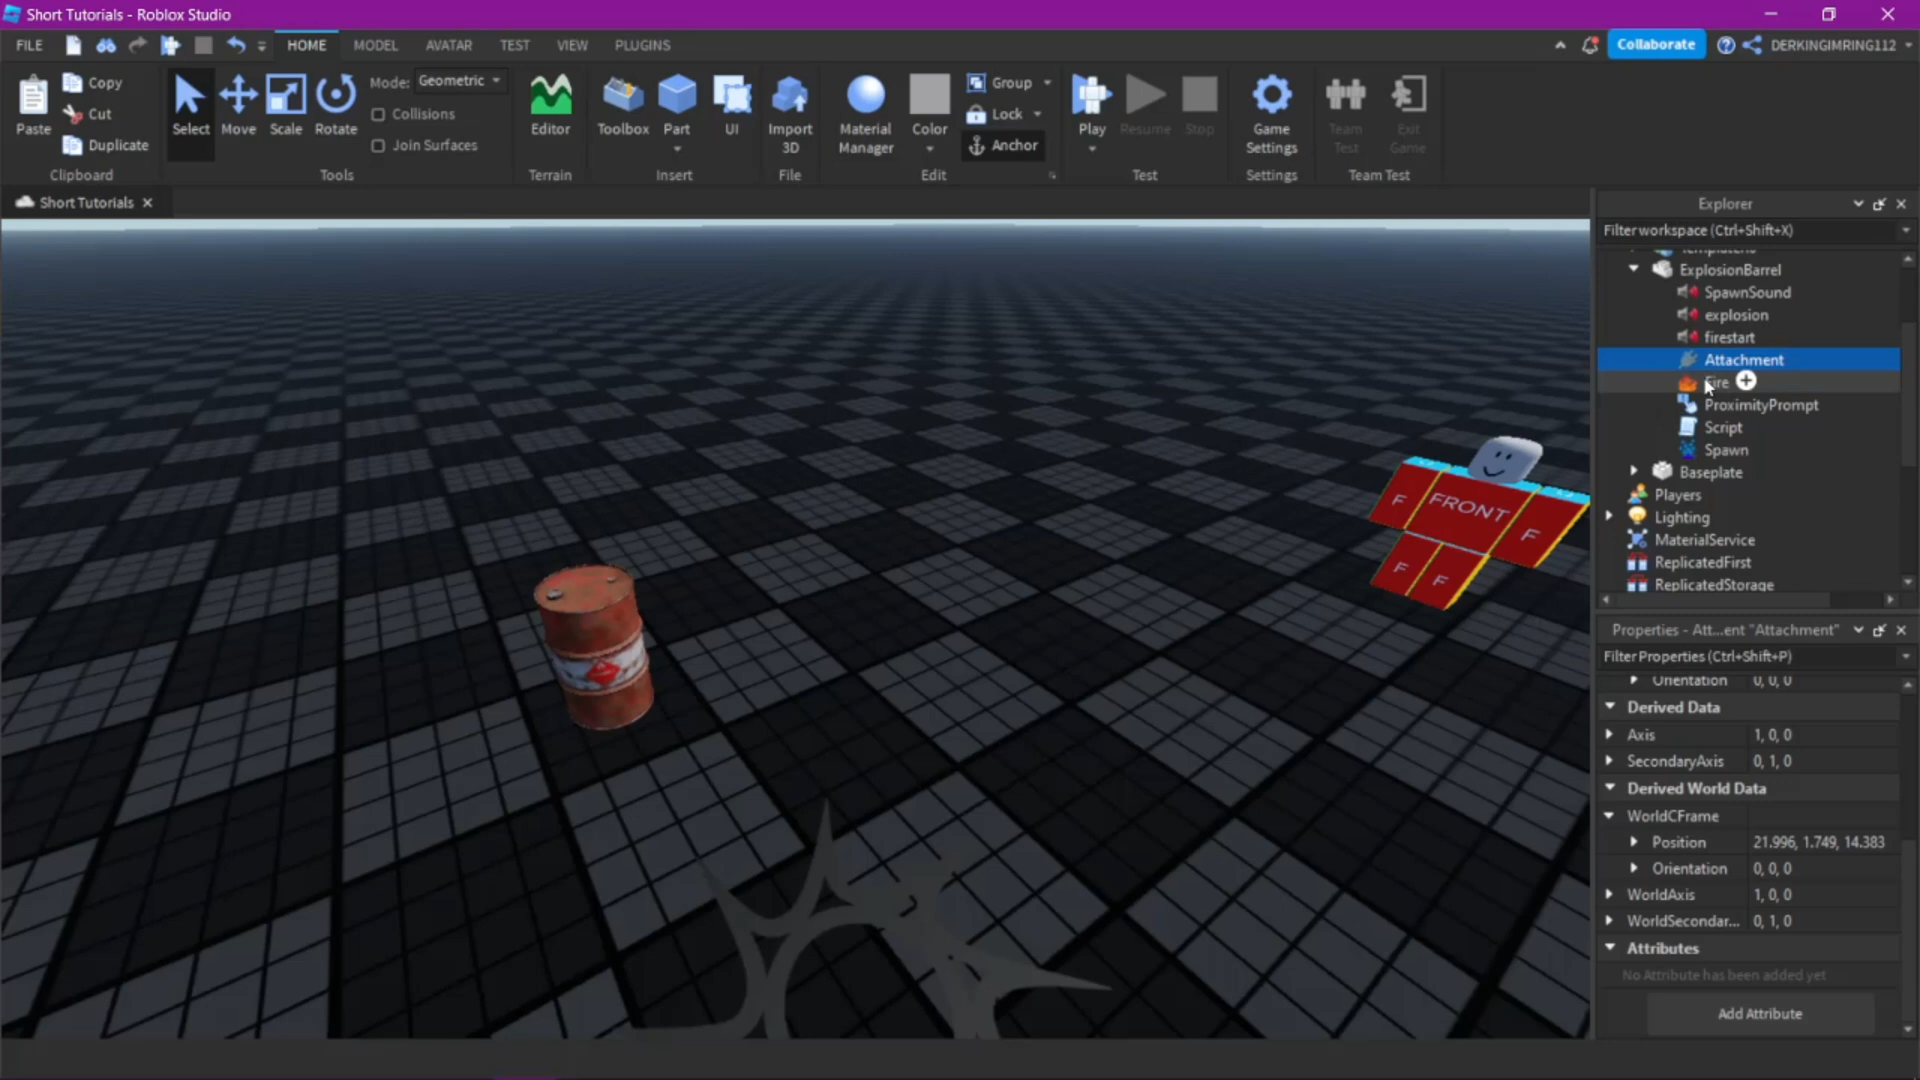 Short Tutorials - Roblox Studio
FILE
HOME
MODEL
AVATAR
TEST
VIEW
PLUGINS
Collaborate
DERKINGIMRING112
Paste
Copy
Cut
Duplicate
Clipboard
Select
Move
Scale
Rotate
Mode: Geometric
Collisions
Join Surfaces
Tools
Editor
Terrain
Toolbox
Part
UI
Insert
Import
3D
File
Material
Manager
Color
Group
Lock
Anchor
Edit
Play
Resume
Stop
Test
Game
Settings
Settings
Team
Test
Exit
Game
Team Test
Short Tutorials
F
FRONT
F
F
F
Explorer
Filter workspace (Ctrl+Shift+X)
ExplosionBarrel
SpawnSound
explosion
firestart
Attachment
Fire
ProximityPrompt
Script
Spawn
Baseplate
Players
Lighting
MaterialService
ReplicatedFirst
ReplicatedStorage
Properties - Att...ent "Attachment"
Filter Properties (Ctrl+Shift+P)
Orientation 0, 0, 0
Derived Data
Axis 1, 0, 0
SecondaryAxis 0, 1, 0
Derived World Data
WorldCFrame
Position 21.996, 1.749, 14.383
Orientation 0, 0, 0
WorldAxis 1, 0, 0
WorldSecondar... 0, 1, 0
Attributes
No Attribute has been added yet
Add Attribute